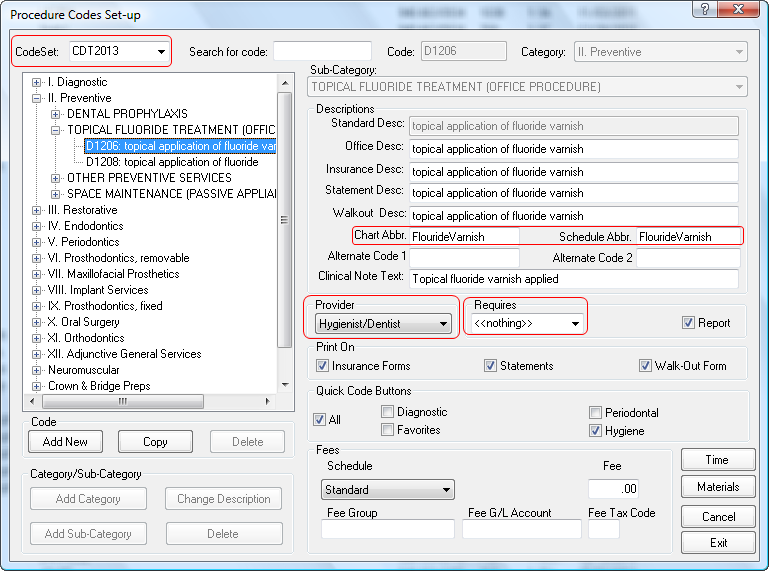 Procedure Codes Set-up
?
CodeSet: CDT2013 Search for code: Code: D1206 Category: II. Preventive
Sub-Category:
TOPICAL FLUORIDE TREATMENT (OFFICE PROCEDURE)
I. Diagnostic
II. Preventive
DENTAL PROPHYLAXIS
TOPICAL FLUORIDE TREATMENT (OFFIC
D1206: topical application of fluoride var
D1208: topical application of fluoride
OTHER PREVENTIVE SERVICES
SPACE MAINTENANCE (PASSIVE APPLIAN
III. Restorative
IV. Endodontics
V. Periodontics
VI. Prosthodontics, removable
VII. Maxillofacial Prosthetics
VIII. Implant Services
IX. Prosthodontics, fixed
X. Oral Surgery
XI. Orthodontics
XII. Adjunctive General Services
Neuromuscular
Crown & Bridge Preps
Code
Add New Copy Delete
Category/Sub-Category
Add Category Change Description
Add Sub-Category Delete
Descriptions
Standard Desc: topical application of fluoride varnish
Office Desc: topical application of fluoride varnish
Insurance Desc: topical application of fluoride varnish
Statement Desc: topical application of fluoride varnish
Walkout Desc: topical application of fluoride varnish
Chart Abbr. FlourideVarnish Schedule Abbr. FlourideVarnish
Alternate Code 1 Alternate Code 2
Clinical Note Text: Topical fluoride varnish applied
Provider Requires
Hygienist/Dentist <<nothing>> Report
Print On
Insurance Forms Statements Walk-Out Form
Quick Code Buttons
All Diagnostic Periodontal
Favorites Hygiene
Fees
Schedule Fee
Standard .00
Fee Group Fee G/L Account Fee Tax Code
Time
Materials
Cancel
Exit